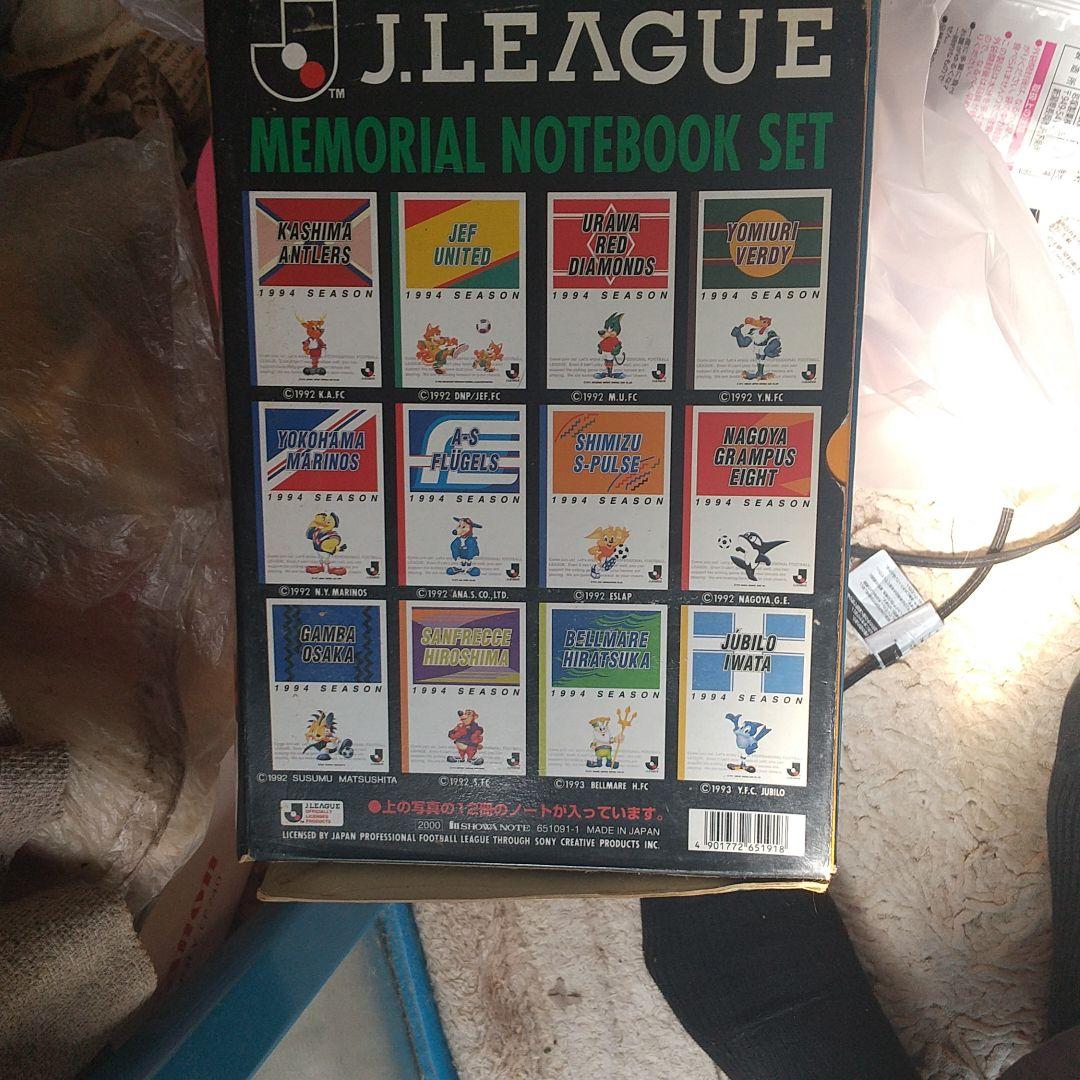 J.LEAGUE
TM
MEMORIAL NOTEBOOK SET
KASHIMA
ANTLERS
1994 SEASON
©1992 K.A.FC
JEF
UNITED
1994 SEASON
©1992 DNP/JEF.FC
URAWA
RED
DIAMONDS
1994 SEASON
©1992 M.U.FC
YOMIURI
VERDY
1994 SEASON
©1992 Y.N.FC
YOKOHAMA
MARINOS
1994 SEASON
©1992 N.Y.MARINOS
A-S
FLÜGELS
1994 SEASON
©1992 ANA.S.CO.,LTD.
SHIMIZU
S-PULSE
1994 SEASON
©1992 ESLAP
NAGOYA
GRAMPUS
EIGHT
1994 SEASON
©1992 NAGOYA.G.E.
GAMBA
OSAKA
1994 SEASON
©1992 SUSUMU MATSUSHITA
SANFRECCE
HIROSHIMA
1994 SEASON
©1992 S.FC
BELLMARE
HIRATSUKA
1994 SEASON
©1993 BELLMARE H.FC
JÚBILO
IWATA
1994 SEASON
©1993 Y.F.C. JUBILO
J.LEAGUE
OFFICIALLY
LICENSED
PRODUCTS
●上の写真の12冊のノートが入っています。
2000 SHOWA NOTE 651091-1 MADE IN JAPAN
LICENSED BY JAPAN PROFESSIONAL FOOTBALL LEAGUE THROUGH SONY CREATIVE PRODUCTS INC.
4 901772 651918